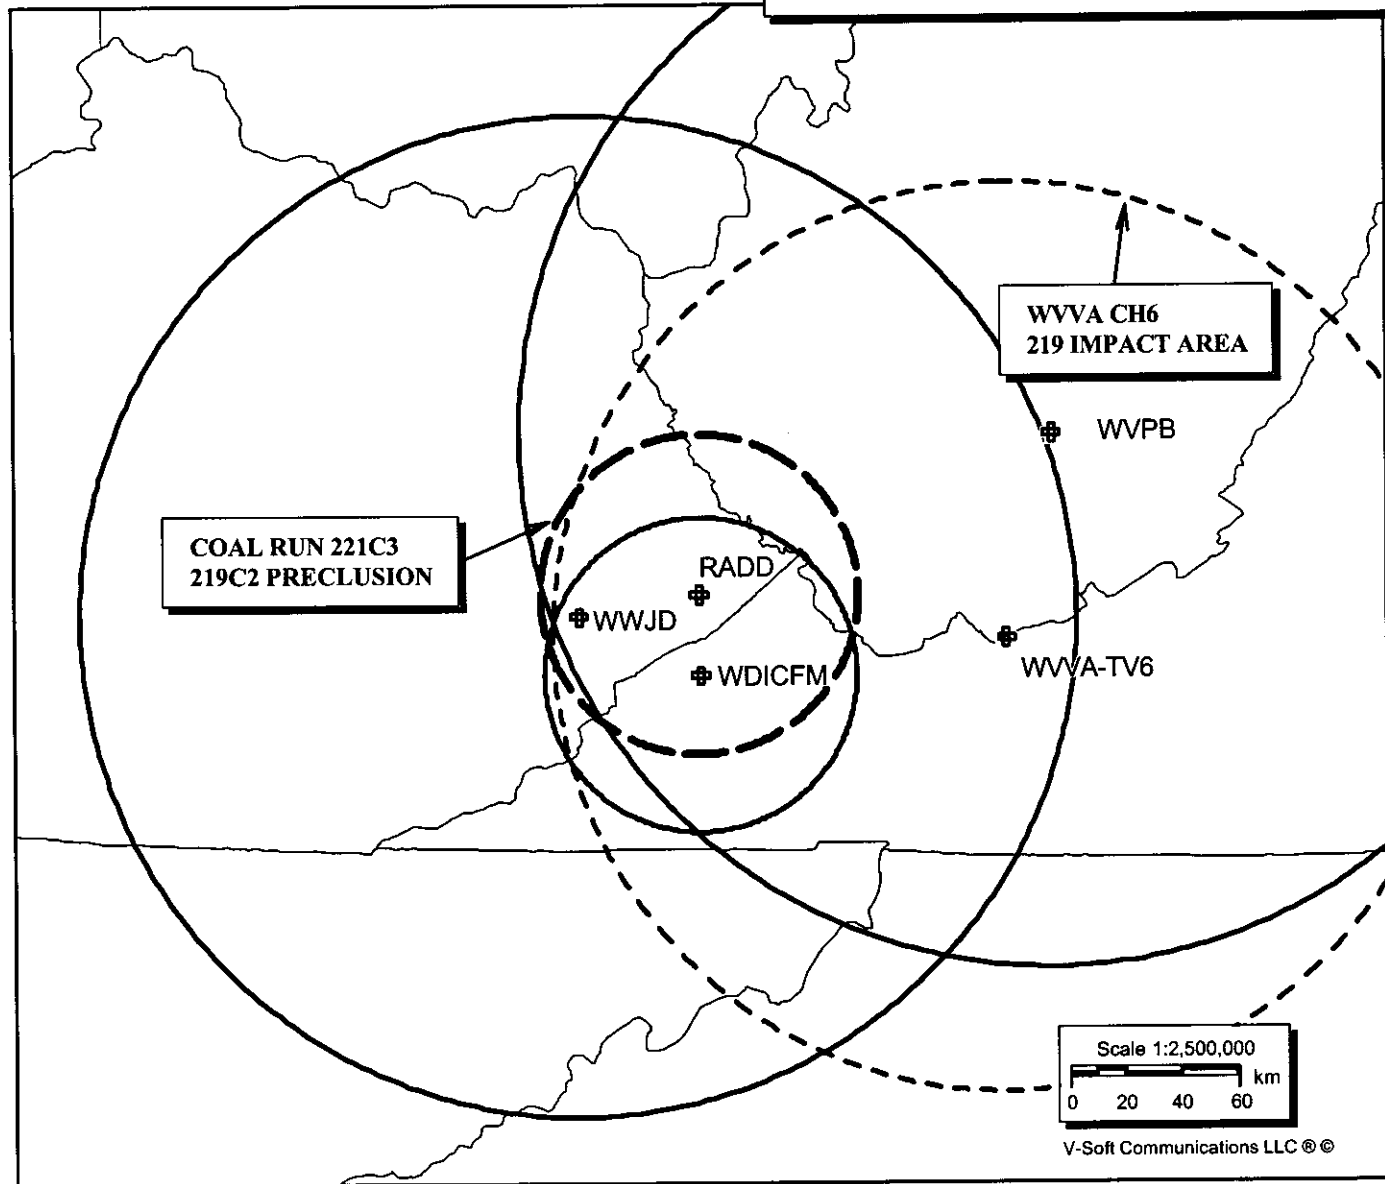 WVVA CH6
219 IMPACT AREA
WVPB
COAL RUN 221C3
219C2 PRECLUSION
RADD
WWJD
WDICFM
WVVA-TV6
Scale 1:2,500,000
km
0 20 40 60
V-Soft Communications LLC ® ©